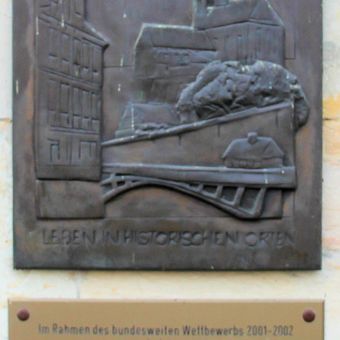 LEBEN IN HISTORISCHEN ORTEN
Im Rahmen des bundesweiten Wettbewerbs 2001-2002